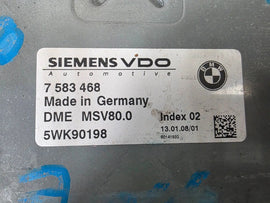 SIEMENS VDO
Automotive
7 583 468
Made in Germany
DME MSV80.0 Index 02
5WK90198 13.01.08/01
BMW